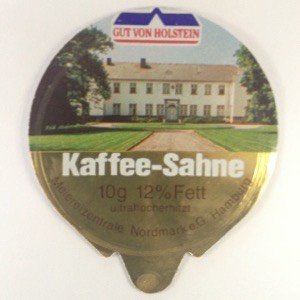 GUT VON HOLSTEIN
Kaffee-Sahne
10g 12% Fett
ultrahocherhitzt
Meiereizentrale Nordmark eG Hamburg